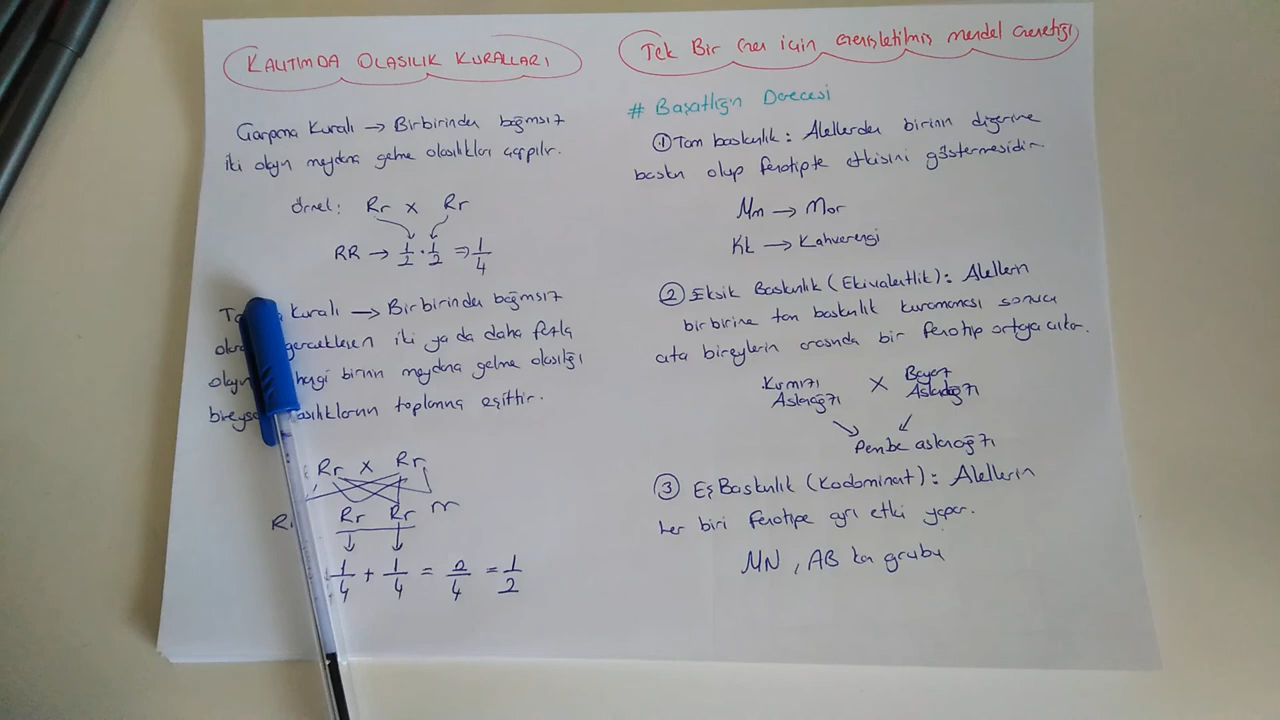 KALITIMDA OLASILIK KURALLARI
Çarpma Kuralı → Birbirinden bağımsız
iki olayın meydana gelme olasılıkları çarpılır.
Örnek: Rr x Rr
RR → 1/2 · 1/2 ⇒ 1/4
Kuralı → Birbirinden bağımsız
gerçekleşen iki ya da daha fazla
hangi birinin meydana gelme olasılığı
toplamına eşittir.
Rr x Rr
Rr Rr rr
1/4 + 1/4 = 2/4 = 1/2
Tek Bir Gen için Genişletilmiş mendel Genetiği
# Başatlığın Derecesi
① Tam baskınlık: Alellerden birinin diğerine
baskın olup fenotipte etkisini göstermesidir.
Mm → Mor
Kk → Kahverengi
② Eksik Baskınlık (Ekivalentlik): Alellerin
birbirine tam baskınlık kuramaması sonucu
ata bireylerin arasında bir fenotip ortaya çıkar.
Kırmızı Aslanağzı X Beyaz Aslanağzı
Pembe aslanağzı
③ Eş Baskınlık (Kodominant): Alellerin
her biri fenotipe ayrı etki yapar.
MN, AB kan grubu